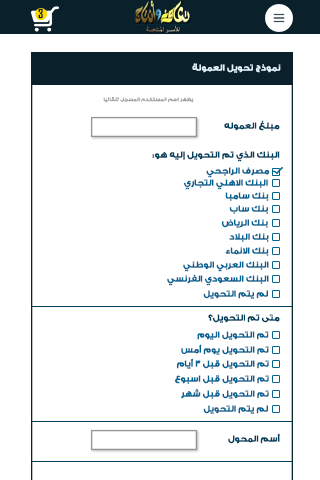 3
للأسر المنتجة
نموذج تحويل العمولة
يظهر اسم المستخدم المسجل تلقائيا
مبلغ العموله
البنك الذي تم التحويل إليه هو:
مصرف الراجحي
البنك الاهلي التجاري
بنك سامبا
بنك ساب
بنك الرياض
بنك البلاد
بنك الانماء
البنك العربي الوطني
البنك السعودي الفرنسي
لم يتم التحويل
متى تم التحويل؟
تم التحويل اليوم
تم التحويل يوم أمس
تم التحويل قبل ٣ أيام
تم التحويل قبل اسبوع
تم التحويل قبل شهر
لم يتم التحويل
أسم المحول